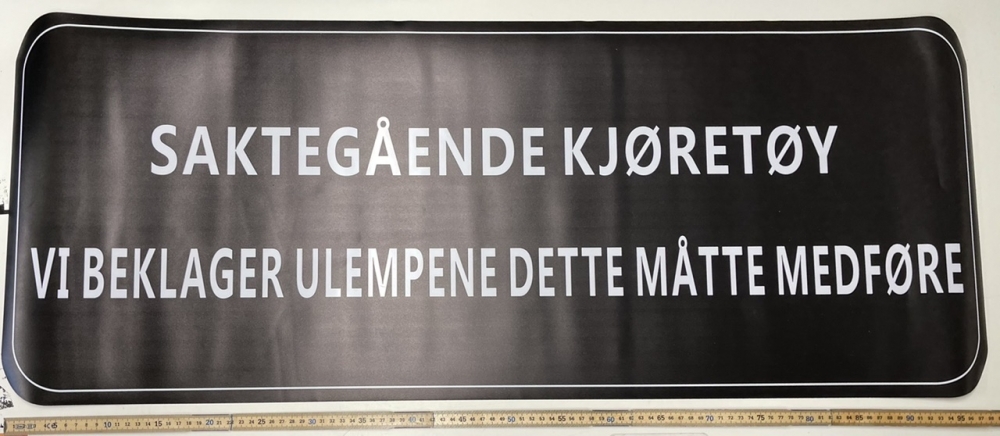 SAKTEGÅENDE KJØRETØY
VI BEKLAGER ULEMPENE DETTE MÅTTE MEDFØRE